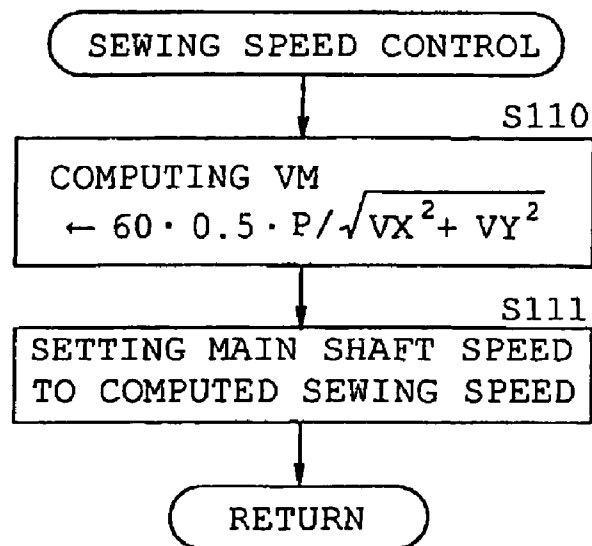 SEWING SPEED CONTROL
S110
COMPUTING VM
← 60・0.5・P/√VX²+ VY²
S111
SETTING MAIN SHAFT SPEED
TO COMPUTED SEWING SPEED
RETURN